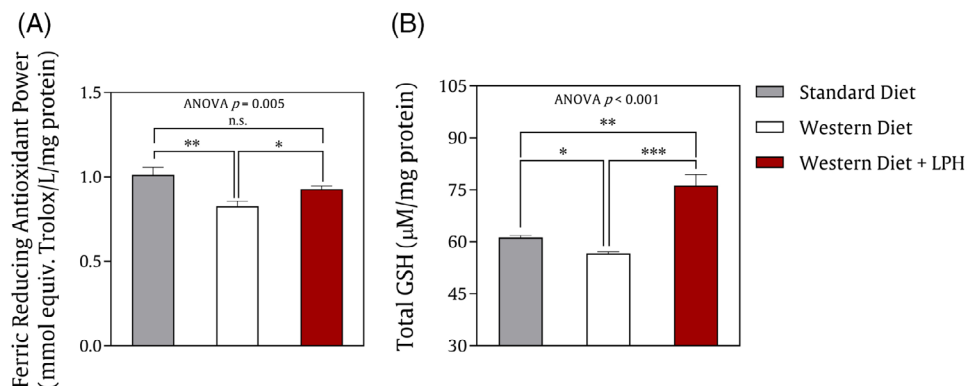 (A)
Ferric Reducing Antioxidant Power
(mmol equiv. Trolox/L/mg protein)
1.5
1.0
0.5
0.0
ANOVA p = 0.005
n.s.
**
*
(B)
Total GSH (µM/mg protein)
105
90
75
60
45
30
ANOVA p < 0.001
**
*
***
Standard Diet
Western Diet
Western Diet + LPH